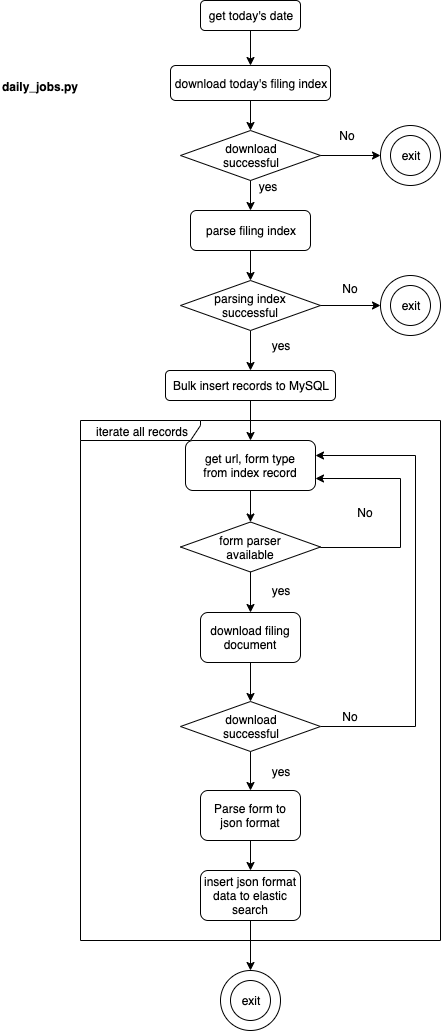 get today's date
daily_jobs.py
download today's filing index
download
successful
No
exit
yes
parse filing index
parsing index
successful
No
exit
yes
Bulk insert records to MySQL
iterate all records
get url, form type
from index record
No
form parser
available
yes
download filing
document
download
successful
No
yes
Parse form to
json format
insert json format
data to elastic
search
exit